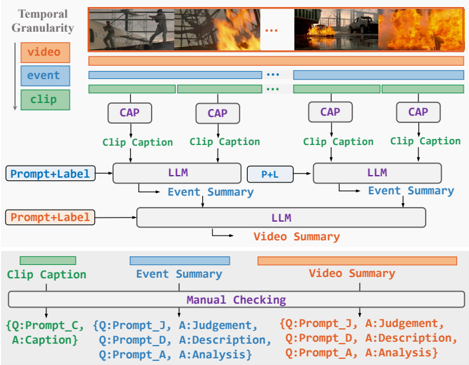 Temporal
Granularity
video
event
clip
...
...
...
CAP CAP CAP CAP
Clip Caption Clip Caption Clip Caption Clip Caption
Prompt+Label LLM P+L LLM
Event Summary Event Summary
Prompt+Label LLM
Video Summary
Clip Caption Event Summary Video Summary
Manual Checking
{Q:Prompt_C, {Q:Prompt_J, A:Judgement, {Q:Prompt_J, A:Judgement,
A:Caption} Q:Prompt_D, A:Description, Q:Prompt_D, A:Description,
Q:Prompt_A, A:Analysis} Q:Prompt_A, A:Analysis}